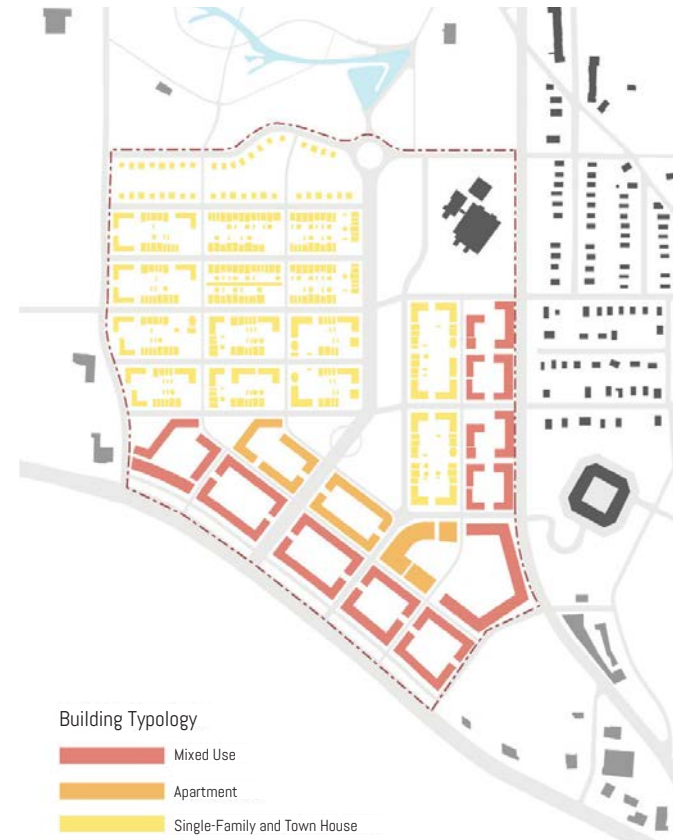 Building Typology
Mixed Use
Apartment
Single-Family and Town House